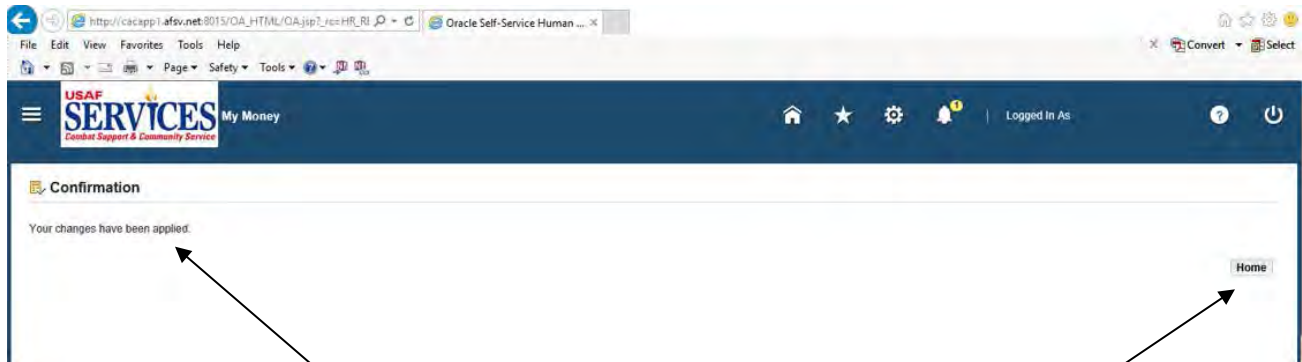 http://cacapp1.afsv.net:8015/OA_HTML/OA.jsp?_rc=HR_RI
Oracle Self-Service Human ...
File Edit View Favorites Tools Help
Convert Select
Page Safety Tools
USAF
SERVICES
Combat Support & Community Service
My Money
1
Logged In As
Confirmation
Your changes have been applied.
Home